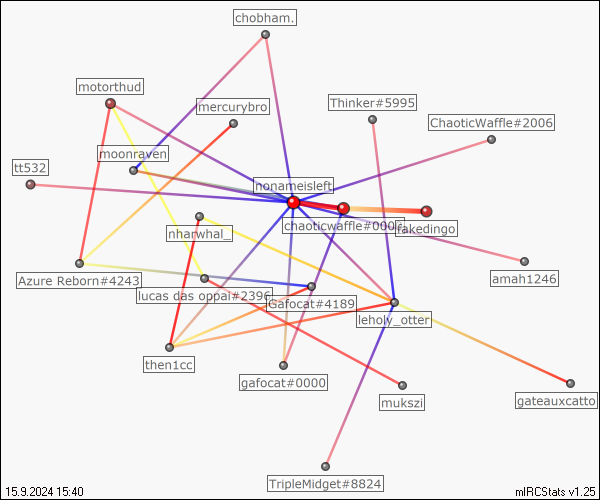 chobham.
motorthud
mercurybro
Thinker#5995
ChaoticWaffle#2006
moonraven
tt532
nonameisleft
chaoticwaffle#000
fakedingo
nharwhal_
Azure Reborn#4243
amah1246
lucas das oppai#2396
Gafocat#4189
leholy_otter
then1cc
gafocat#0000
mukszi
gateauxcatto
TripleMidget#8824
15.9.2024 15:40
mIRCStats v1.25